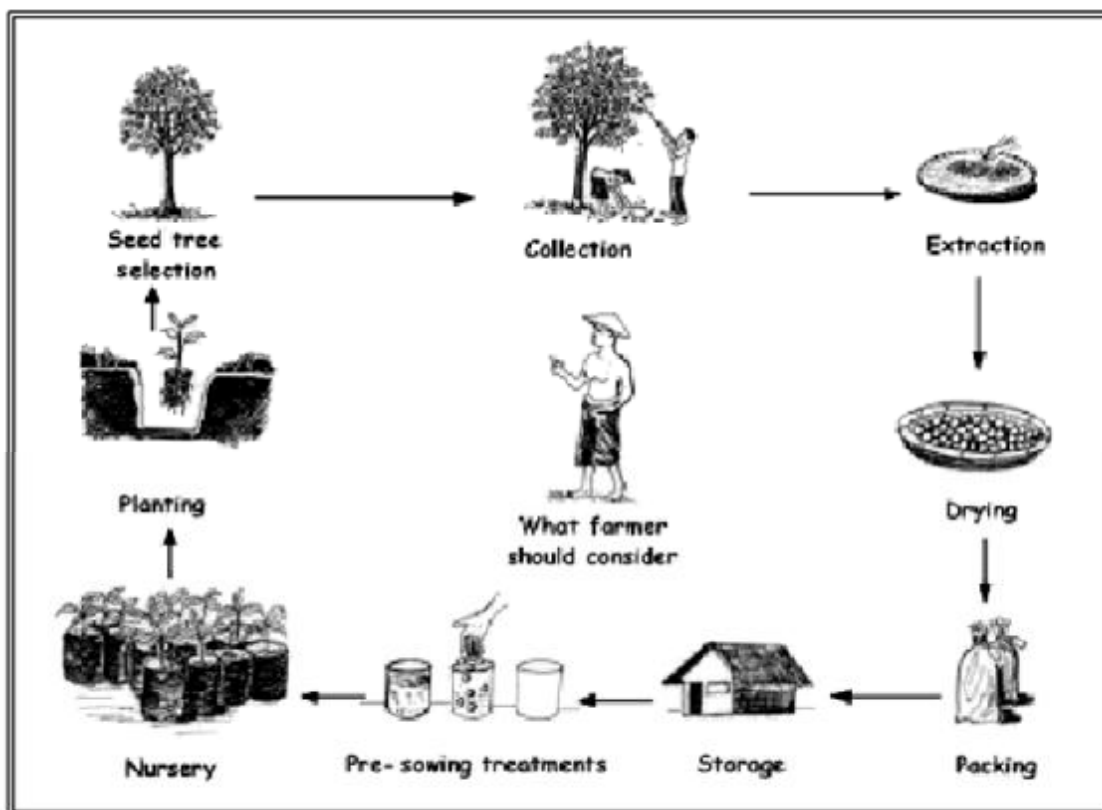 Seed tree
selection
Collection
Extraction
Drying
Packing
Storage
Pre-sowing treatments
Nursery
Planting
What farmer
should consider